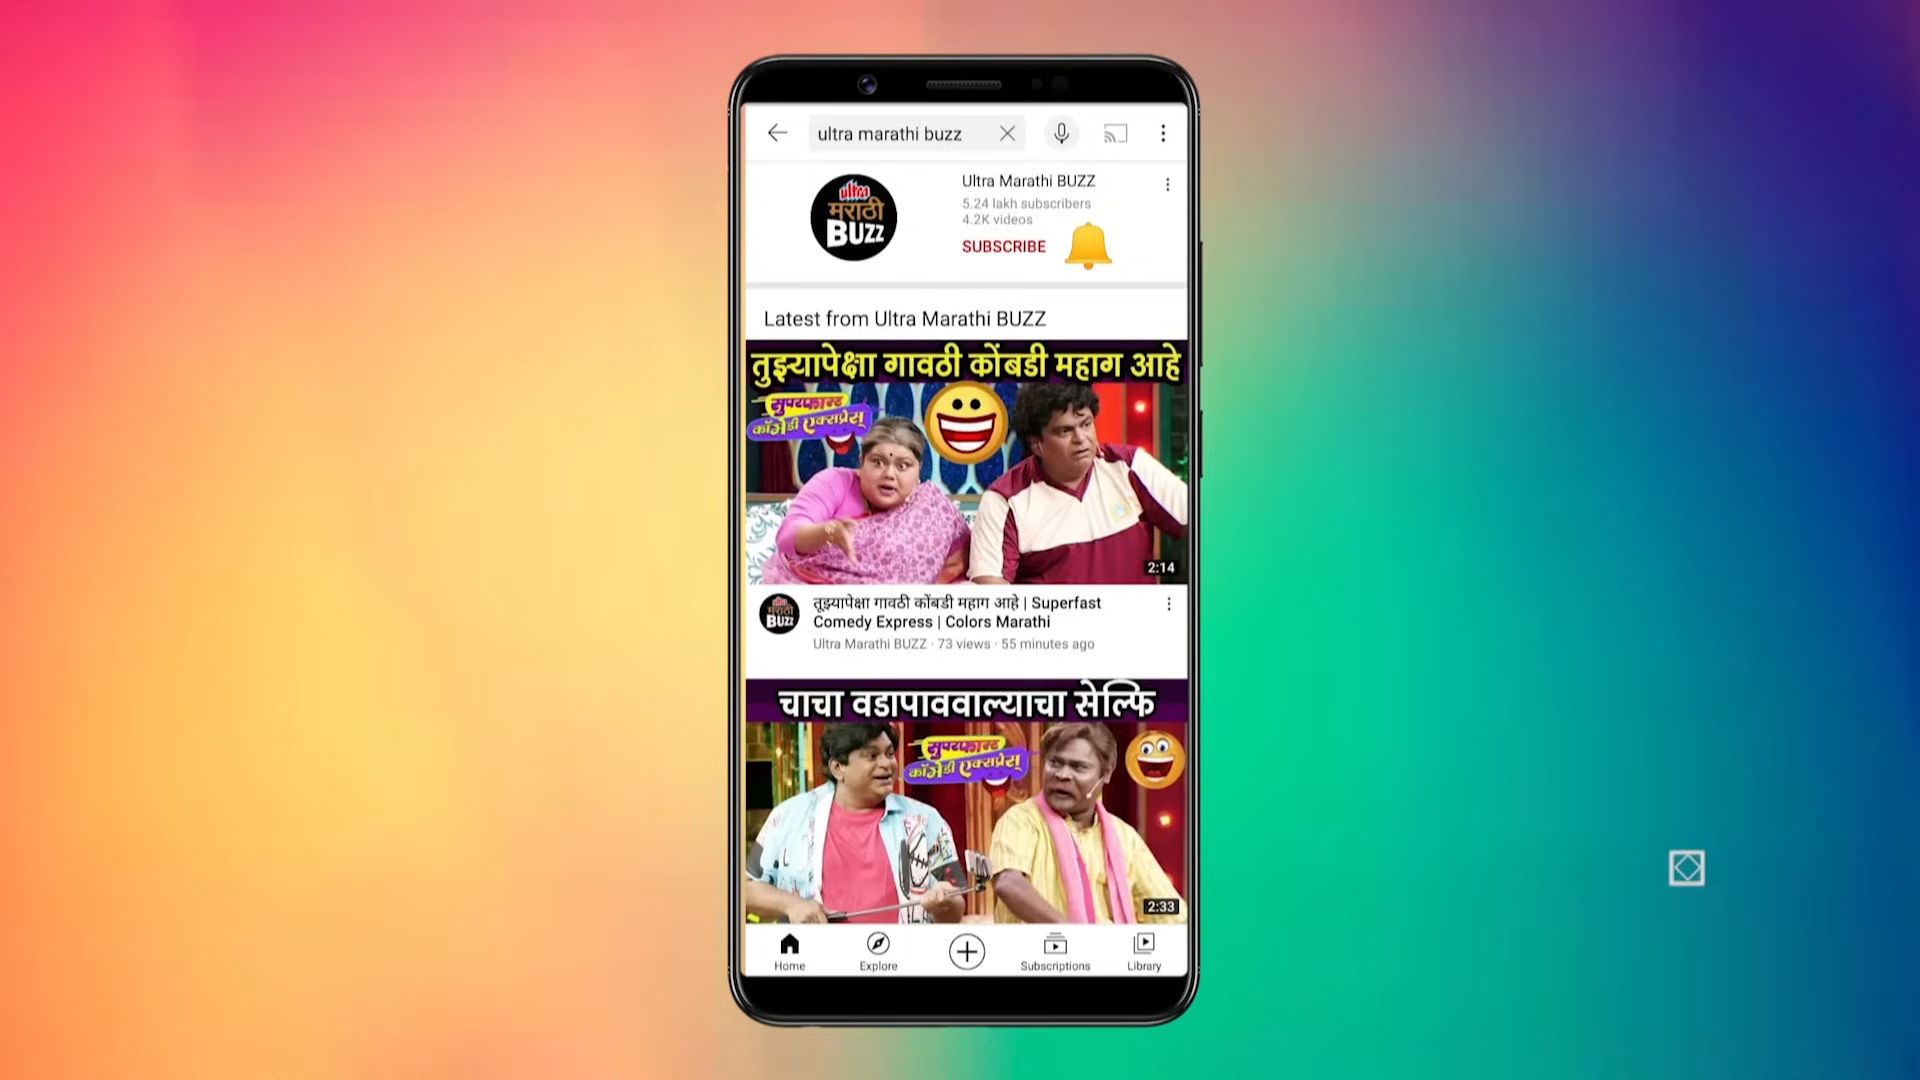 ultra marathi buzz
ultra
मराठी
BUZZ
Ultra Marathi BUZZ
5.24 lakh subscribers
4.2K videos
SUBSCRIBE
Latest from Ultra Marathi BUZZ
तुझ्यापेक्षा गावठी कोंबडी महाग आहे
सुपरफास्ट
कॉमेडी एक्सप्रेस्
2:14
ultra
मराठी
BUZZ
तूझ्यापेक्षा गावठी कोंबडी महाग आहे | Superfast
Comedy Express | Colors Marathi
Ultra Marathi BUZZ · 73 views · 55 minutes ago
चाचा वडापाववाल्याचा सेल्फि
सुपरफास्ट
कॉमेडी एक्सप्रेस्
2:33
Home
Explore
Subscriptions
Library